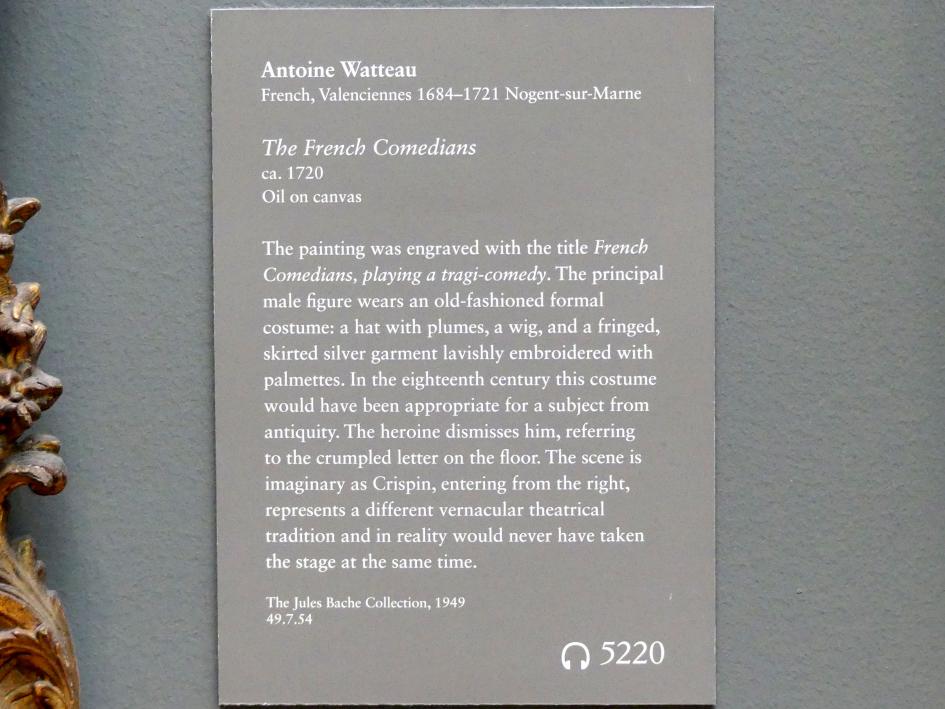 Antoine Watteau
French, Valenciennes 1684–1721 Nogent-sur-Marne
The French Comedians
ca. 1720
Oil on canvas
The painting was engraved with the title French
Comedians, playing a tragi-comedy. The principal
male figure wears an old-fashioned formal
costume: a hat with plumes, a wig, and a fringed,
skirted silver garment lavishly embroidered with
palmettes. In the eighteenth century this costume
would have been appropriate for a subject from
antiquity. The heroine dismisses him, referring
to the crumpled letter on the floor. The scene is
imaginary as Crispin, entering from the right,
represents a different vernacular theatrical
tradition and in reality would never have taken
the stage at the same time.
The Jules Bache Collection, 1949
49.7.54
5220